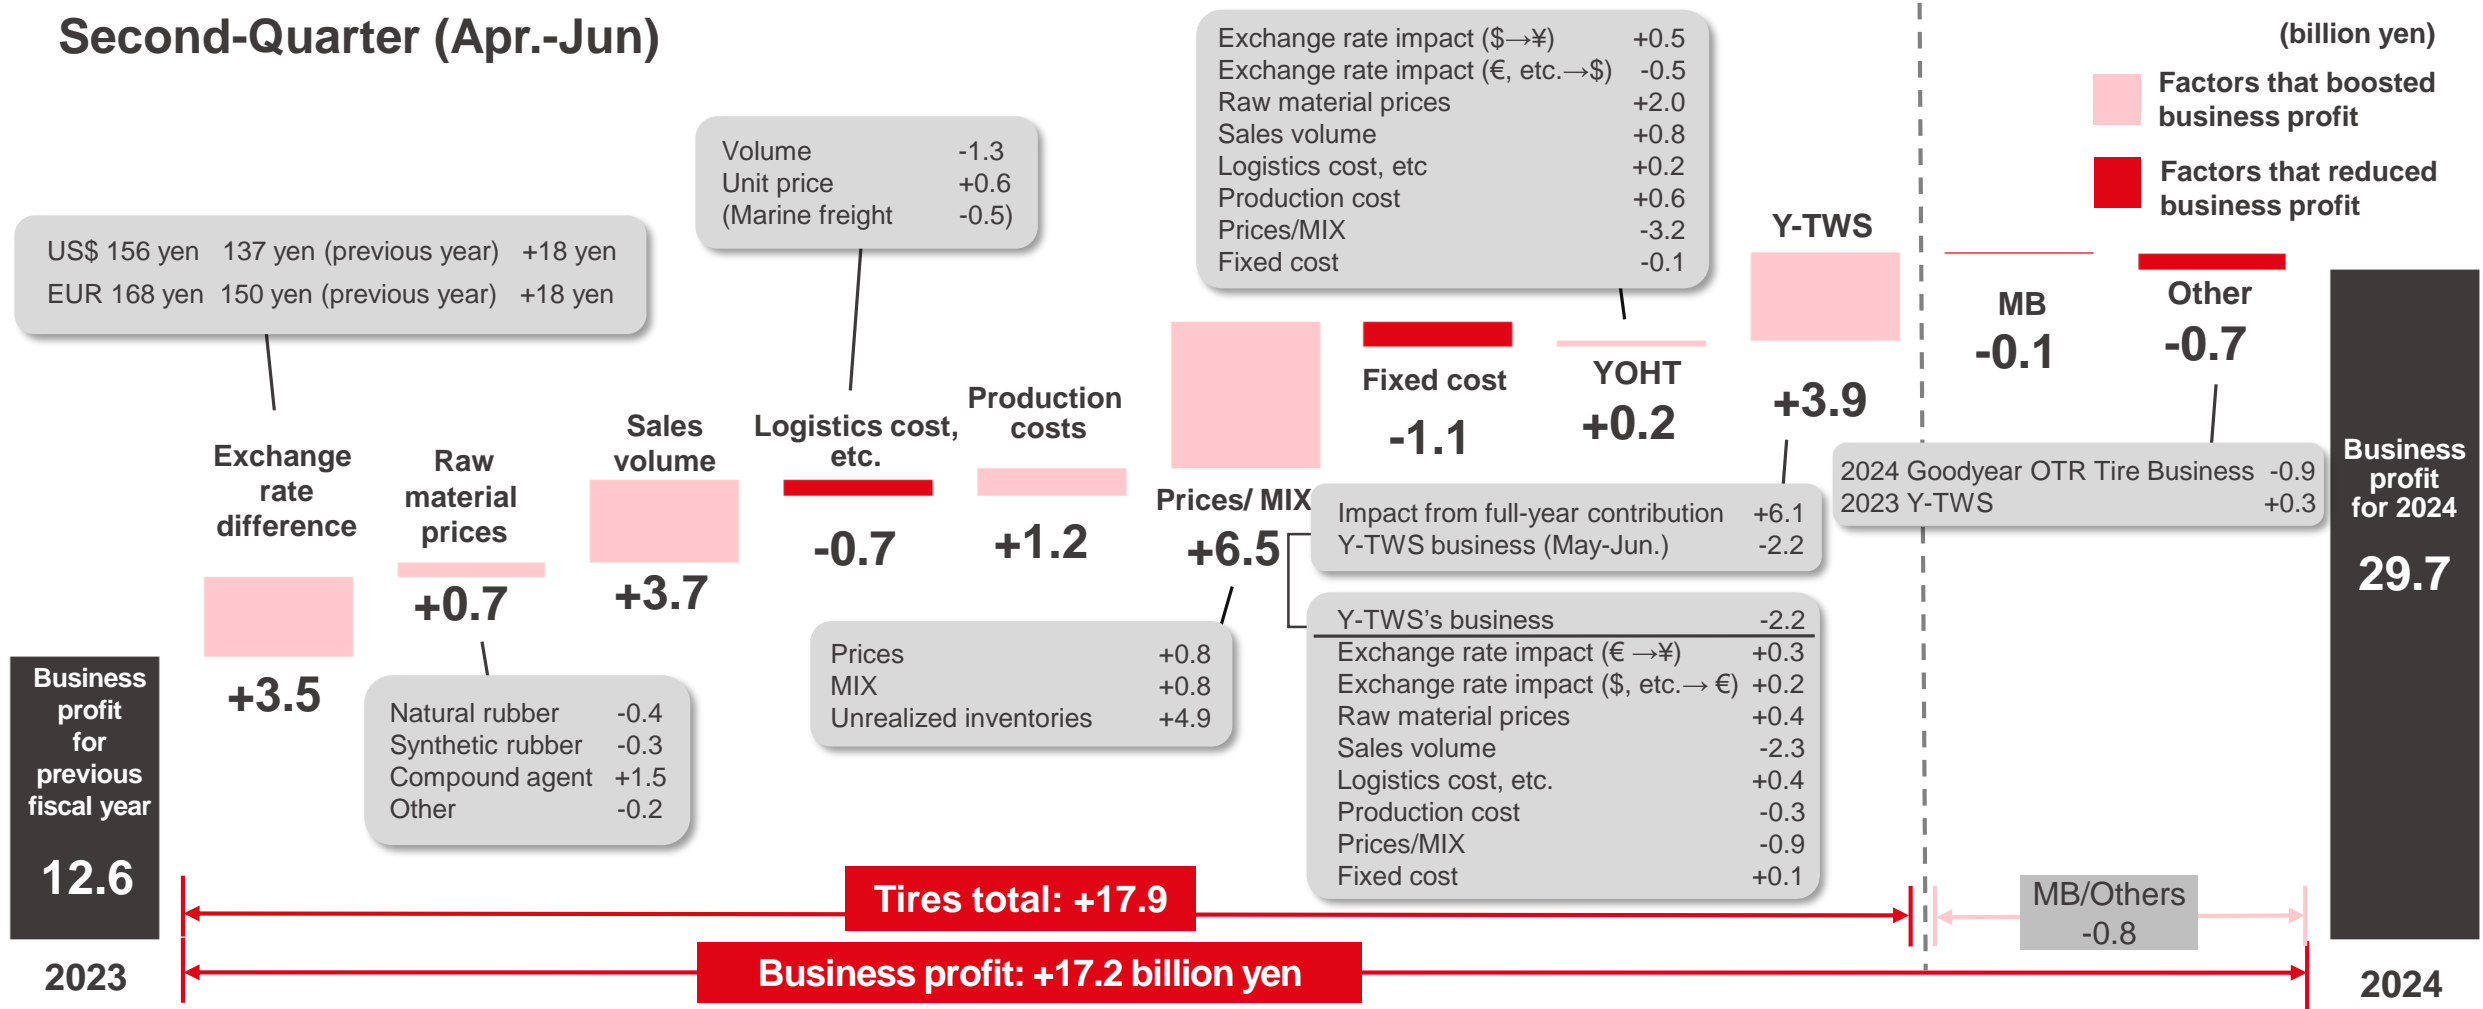 Second-Quarter (Apr.-Jun)
(billion yen)
Factors that boosted
business profit
Factors that reduced
business profit
US$ 156 yen 137 yen (previous year) +18 yen
EUR 168 yen 150 yen (previous year) +18 yen
Volume -1.3
Unit price +0.6
(Marine freight -0.5)
Exchange rate impact ($→¥) +0.5
Exchange rate impact (€, etc.→$) -0.5
Raw material prices +2.0
Sales volume +0.8
Logistics cost, etc +0.2
Production cost +0.6
Prices/MIX -3.2
Fixed cost -0.1
Business
profit
for
previous
fiscal year
12.6
2023
Exchange
rate
difference
+3.5
Raw
material
prices
+0.7
Natural rubber -0.4
Synthetic rubber -0.3
Compound agent +1.5
Other -0.2
Sales
volume
+3.7
Logistics cost,
etc.
-0.7
Production
costs
+1.2
Prices/ MIX
+6.5
Prices +0.8
MIX +0.8
Unrealized inventories +4.9
Fixed cost
-1.1
YOHT
+0.2
Y-TWS
+3.9
Impact from full-year contribution +6.1
Y-TWS business (May-Jun.) -2.2
Y-TWS's business -2.2
Exchange rate impact (€ →¥) +0.3
Exchange rate impact ($, etc.→ €) +0.2
Raw material prices +0.4
Sales volume -2.3
Logistics cost, etc. +0.4
Production cost -0.3
Prices/MIX -0.9
Fixed cost +0.1
MB
-0.1
Other
-0.7
2024 Goodyear OTR Tire Business -0.9
2023 Y-TWS +0.3
Business
profit
for 2024
29.7
2024
Tires total: +17.9
MB/Others
-0.8
Business profit: +17.2 billion yen